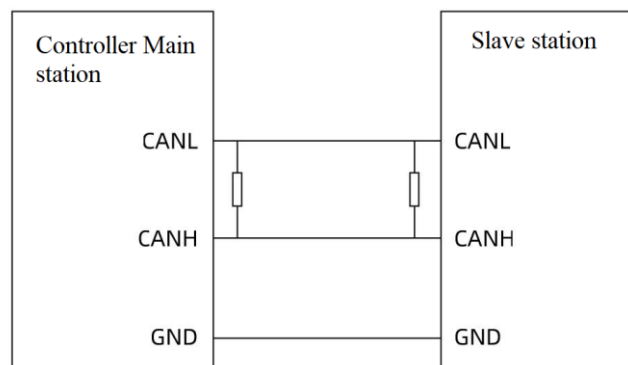 Controller Main
station
Slave station
CANL
CANL
CANH
CANH
GND
GND